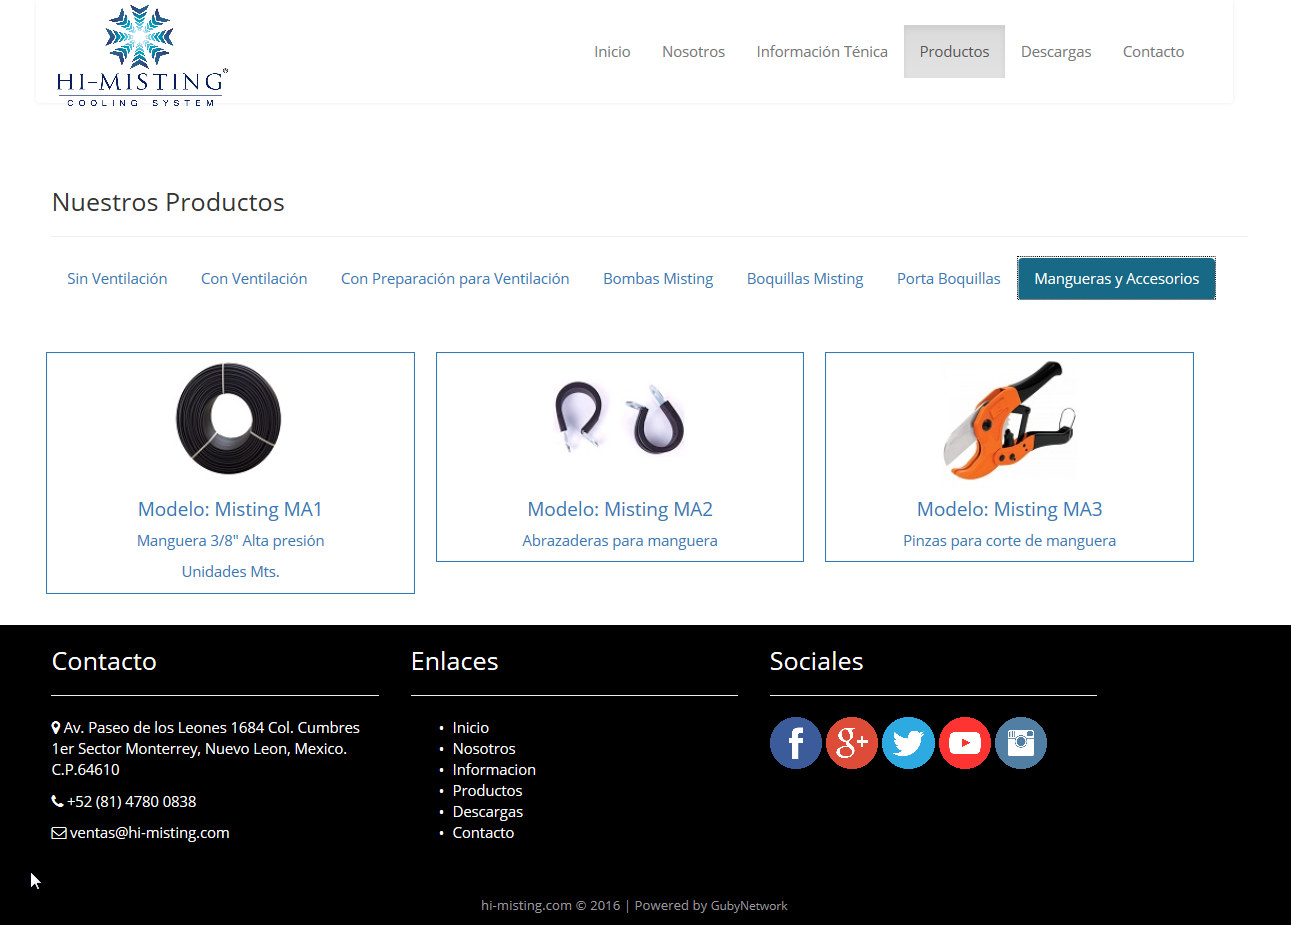 HI-MISTING®
COOLING SYSTEM
Inicio
Nosotros
Información Ténica
Productos
Descargas
Contacto
Nuestros Productos
Sin Ventilación
Con Ventilación
Con Preparación para Ventilación
Bombas Misting
Boquillas Misting
Porta Boquillas
Mangueras y Accesorios
Modelo: Misting MA1
Manguera 3/8" Alta presión
Unidades Mts.
Modelo: Misting MA2
Abrazaderas para manguera
Modelo: Misting MA3
Pinzas para corte de manguera
Contacto
Av. Paseo de los Leones 1684 Col. Cumbres
1er Sector Monterrey, Nuevo Leon, Mexico.
C.P.64610
+52 (81) 4780 0838
ventas@hi-misting.com
Enlaces
• Inicio
• Nosotros
• Informacion
• Productos
• Descargas
• Contacto
Sociales
hi-misting.com © 2016 | Powered by GubyNetwork